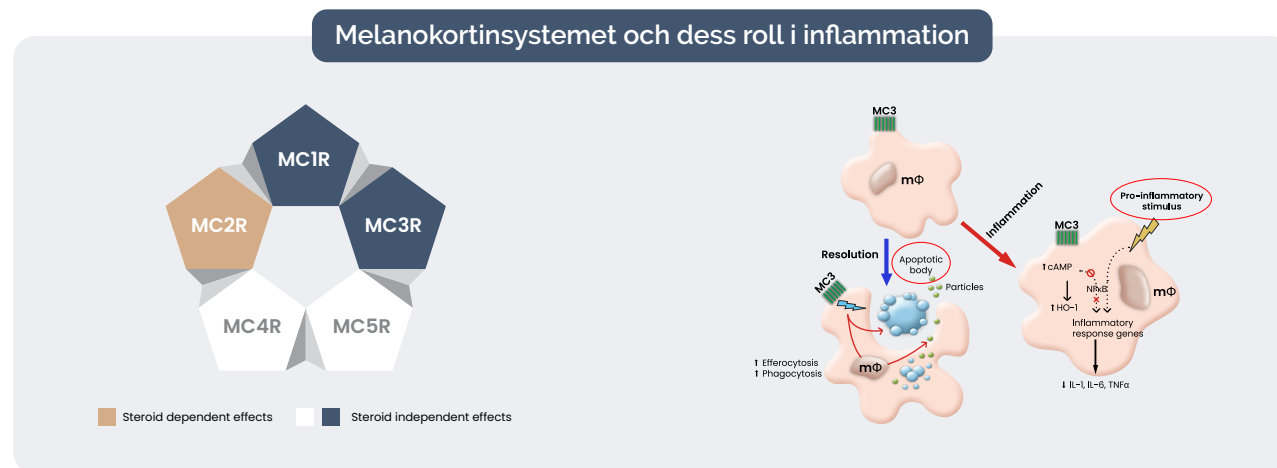 Melanokortinsystemet och dess roll i inflammation
MC1R
MC2R
MC3R
MC4R
MC5R
Steroid dependent effects
Steroid independent effects
MC3
mΦ
Inflammation
Resolution
Apoptotic
body
Particles
MC3
mΦ
↑ Efferocytosis
↑ Phagocytosis
Pro-inflammatory
stimulus
MC3
↑cAMP
NFκB
mΦ
↑ HO-1
Inflammatory
response genes
↓ IL-1, IL-6, TNFα